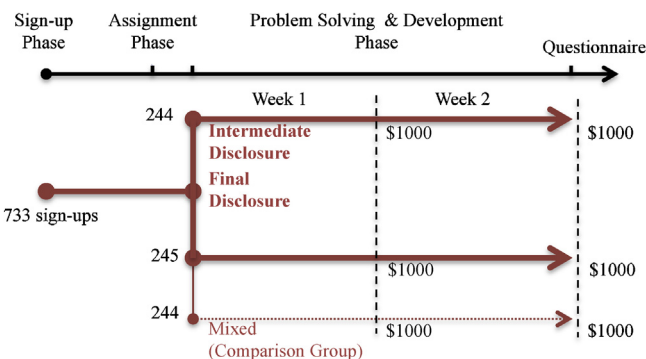 Sign-up
Phase
Assignment
Phase
Problem Solving & Development
Phase
Questionnaire
Week 1
Week 2
244
Intermediate
Disclosure
$1000
$1000
Final
Disclosure
733 sign-ups
245
$1000
$1000
244
Mixed
(Comparison Group)
$1000
$1000